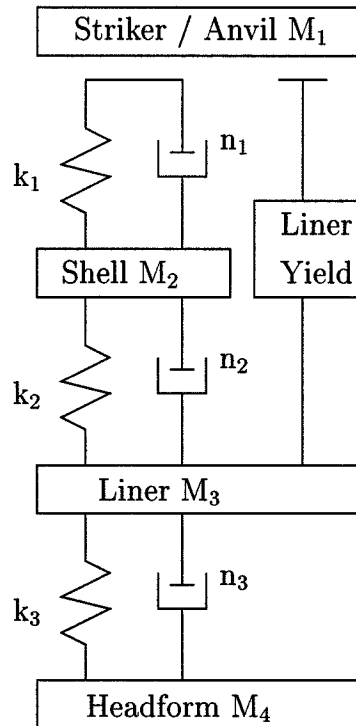 Striker / Anvil M₁
n₁
k₁
Liner
Yield
Shell M₂
n₂
k₂
Liner M₃
n₃
k₃
Headform M₄